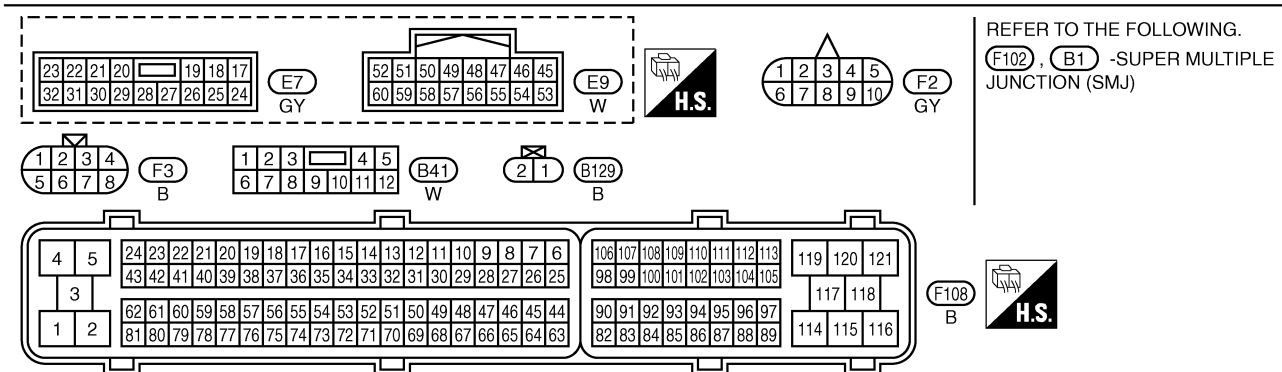 REFER TO THE FOLLOWING.
F102 , B1 -SUPER MULTIPLE
JUNCTION (SMJ)
23 22 21 20 19 18 17
32 31 30 29 28 27 26 25 24
E7
GY
52 51 50 49 48 47 46 45
60 59 58 57 56 55 54 53
E9
W
H.S.
1 2 3 4 5
6 7 8 9 10
F2
GY
1 2 3 4
5 6 7 8
F3
B
1 2 3 4 5
6 7 8 9 10 11 12
B41
W
2 1
B129
B
4 5
3
1 2
24 23 22 21 20 19 18 17 16 15 14 13 12 11 10 9 8 7 6
43 42 41 40 39 38 37 36 35 34 33 32 31 30 29 28 27 26 25
62 61 60 59 58 57 56 55 54 53 52 51 50 49 48 47 46 45 44
81 80 79 78 77 76 75 74 73 72 71 70 69 68 67 66 65 64 63
106 107 108 109 110 111 112 113
98 99 100 101 102 103 104 105
90 91 92 93 94 95 96 97
82 83 84 85 86 87 88 89
119 120 121
117 118
114 115 116
F108
B
H.S.